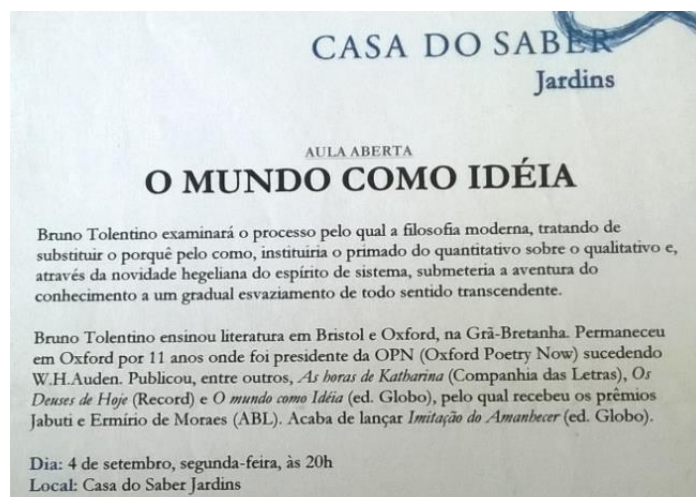 CASA DO SABER
Jardins
AULA ABERTA
O MUNDO COMO IDÉIA
Bruno Tolentino examinará o processo pelo qual a filosofia moderna, tratando de
substituir o porquê pelo como, instituiria o primado do quantitativo sobre o qualitativo e,
através da novidade hegeliana do espírito de sistema, submeteria a aventura do
conhecimento a um gradual esvaziamento de todo sentido transcendente.
Bruno Tolentino ensinou literatura em Bristol e Oxford, na Grã-Bretanha. Permaneceu
em Oxford por 11 anos onde foi presidente da OPN (Oxford Poetry Now) sucedendo
W.H.Auden. Publicou, entre outros, As horas de Katharina (Companhia das Letras), Os
Deuses de Hoje (Record) e O mundo como Idéia (ed. Globo), pelo qual recebeu os prêmios
Jabuti e Ermírio de Moraes (ABL). Acaba de lançar Imitação do Amanhecer (ed. Globo).
Dia: 4 de setembro, segunda-feira, às 20h
Local: Casa do Saber Jardins